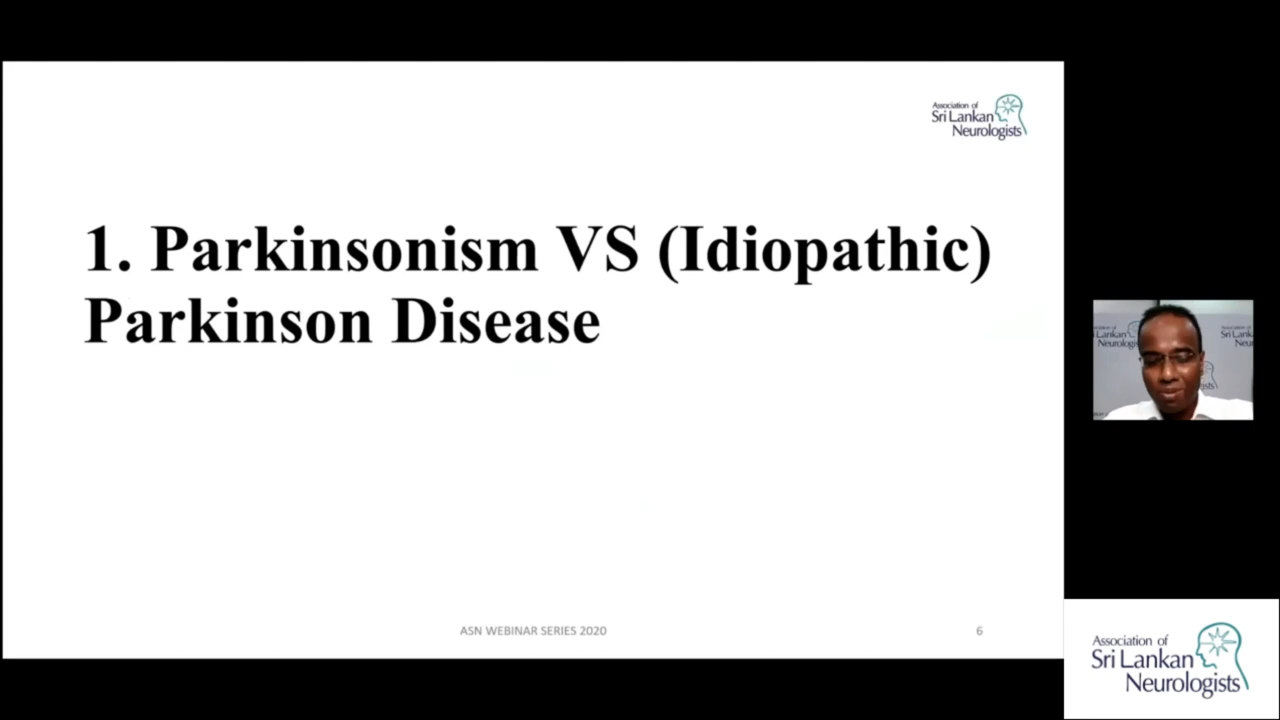 Association of
Sri Lankan
Neurologists
1. Parkinsonism VS (Idiopathic)
Parkinson Disease
ASN WEBINAR SERIES 2020
6
Association of
Sri Lankan
Neurologists